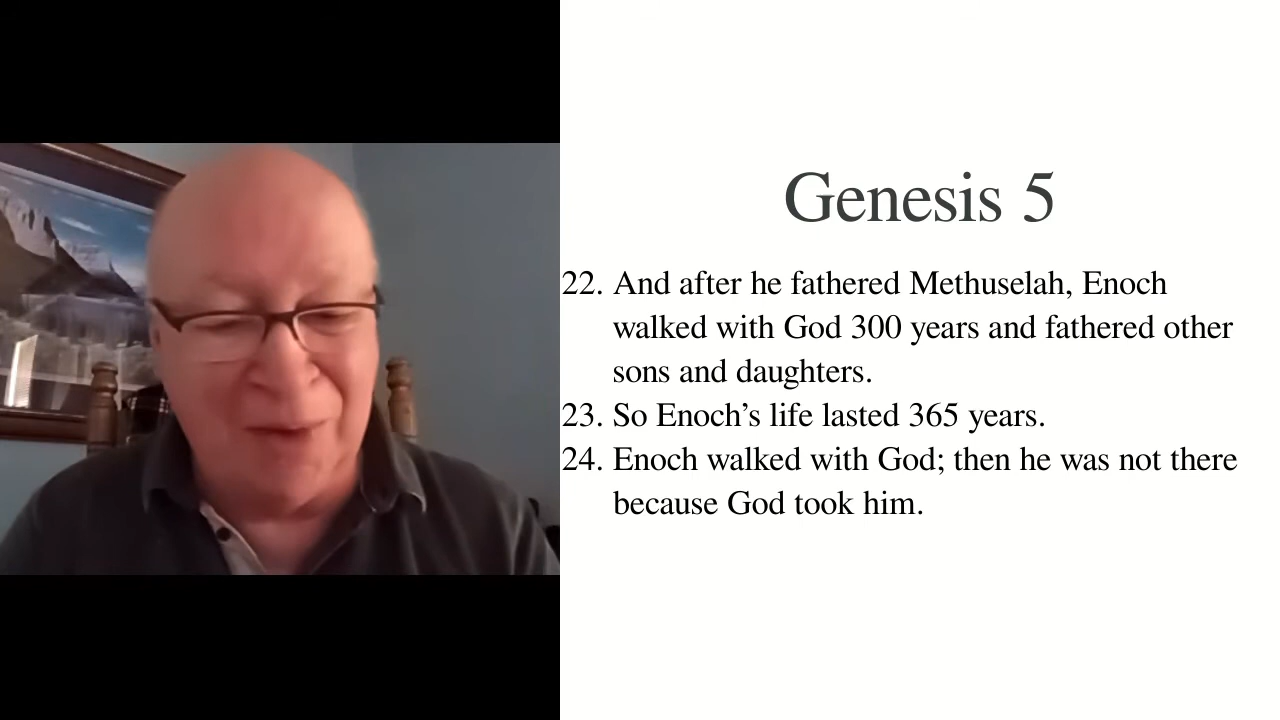 Genesis 5
22. And after he fathered Methuselah, Enoch
walked with God 300 years and fathered other
sons and daughters.
23. So Enoch’s life lasted 365 years.
24. Enoch walked with God; then he was not there
because God took him.